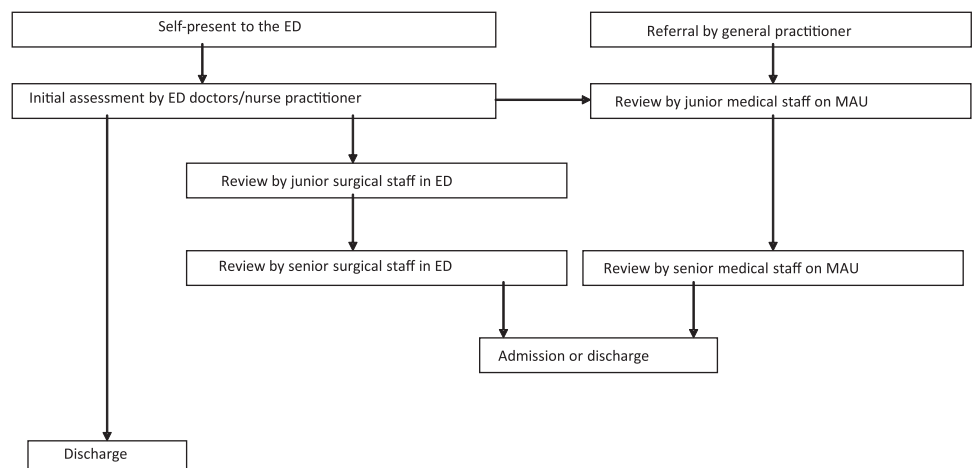 Self-present to the ED
Referral by general practitioner
Initial assessment by ED doctors/nurse practitioner
Review by junior medical staff on MAU
Review by junior surgical staff in ED
Review by senior surgical staff in ED
Review by senior medical staff on MAU
Admission or discharge
Discharge